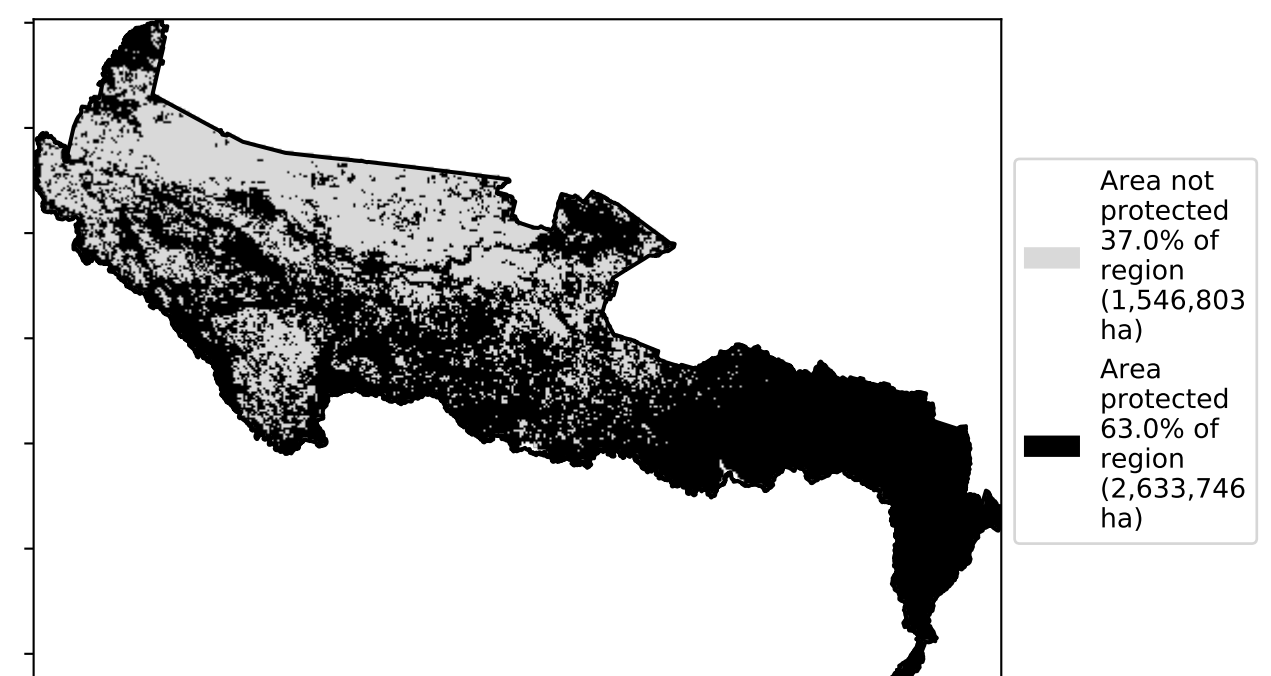 Area not
protected
37.0% of
region
(1,546,803
ha)
Area
protected
63.0% of
region
(2,633,746
ha)